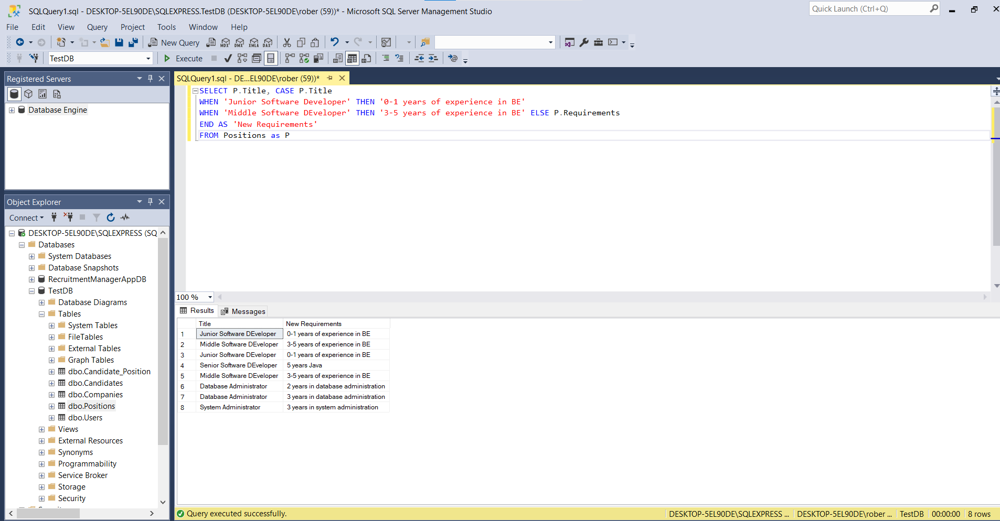 SQLQuery1.sql - DESKTOP-5EL90DE\SQLEXPRESS.TestDB (DESKTOP-5EL90DE\rober (59))* - Microsoft SQL Server Management Studio
Quick Launch (Ctrl+Q)
File Edit View Query Project Tools Window Help
New Query MDX DMX XMLA DAX
TestDB Execute
Registered Servers
Database Engine
Object Explorer
Connect
DESKTOP-5EL90DE\SQLEXPRESS (SQ
Databases
System Databases
Database Snapshots
RecruitmentManagerAppDB
TestDB
Database Diagrams
Tables
System Tables
FileTables
External Tables
Graph Tables
dbo.Candidate_Position
dbo.Candidates
dbo.Companies
dbo.Positions
dbo.Users
Views
External Resources
Synonyms
Programmability
Service Broker
Storage
Security
SQLQuery1.sql - DE...EL90DE\rober (59))*
SELECT P.Title, CASE P.Title
WHEN 'Junior Software Developer' THEN '0-1 years of experience in BE'
WHEN 'Middle Software DEveloper' THEN '3-5 years of experience in BE' ELSE P.Requirements
END AS 'New Requirements'
FROM Positions as P
100 %
Results Messages
Title New Requirements
1 Junior Software DEveloper 0-1 years of experience in BE
2 Middle Software DEveloper 3-5 years of experience in BE
3 Junior Software DEveloper 0-1 years of experience in BE
4 Senior Software DEveloper 5 years Java
5 Middle Software DEveloper 3-5 years of experience in BE
6 Database Administrator 2 years in database administration
7 Database Administrator 3 years in database administration
8 System Administrator 3 years in system administration
Query executed successfully. DESKTOP-5EL90DE\SQLEXPRESS ... DESKTOP-5EL90DE\rober ... TestDB 00:00:00 8 rows